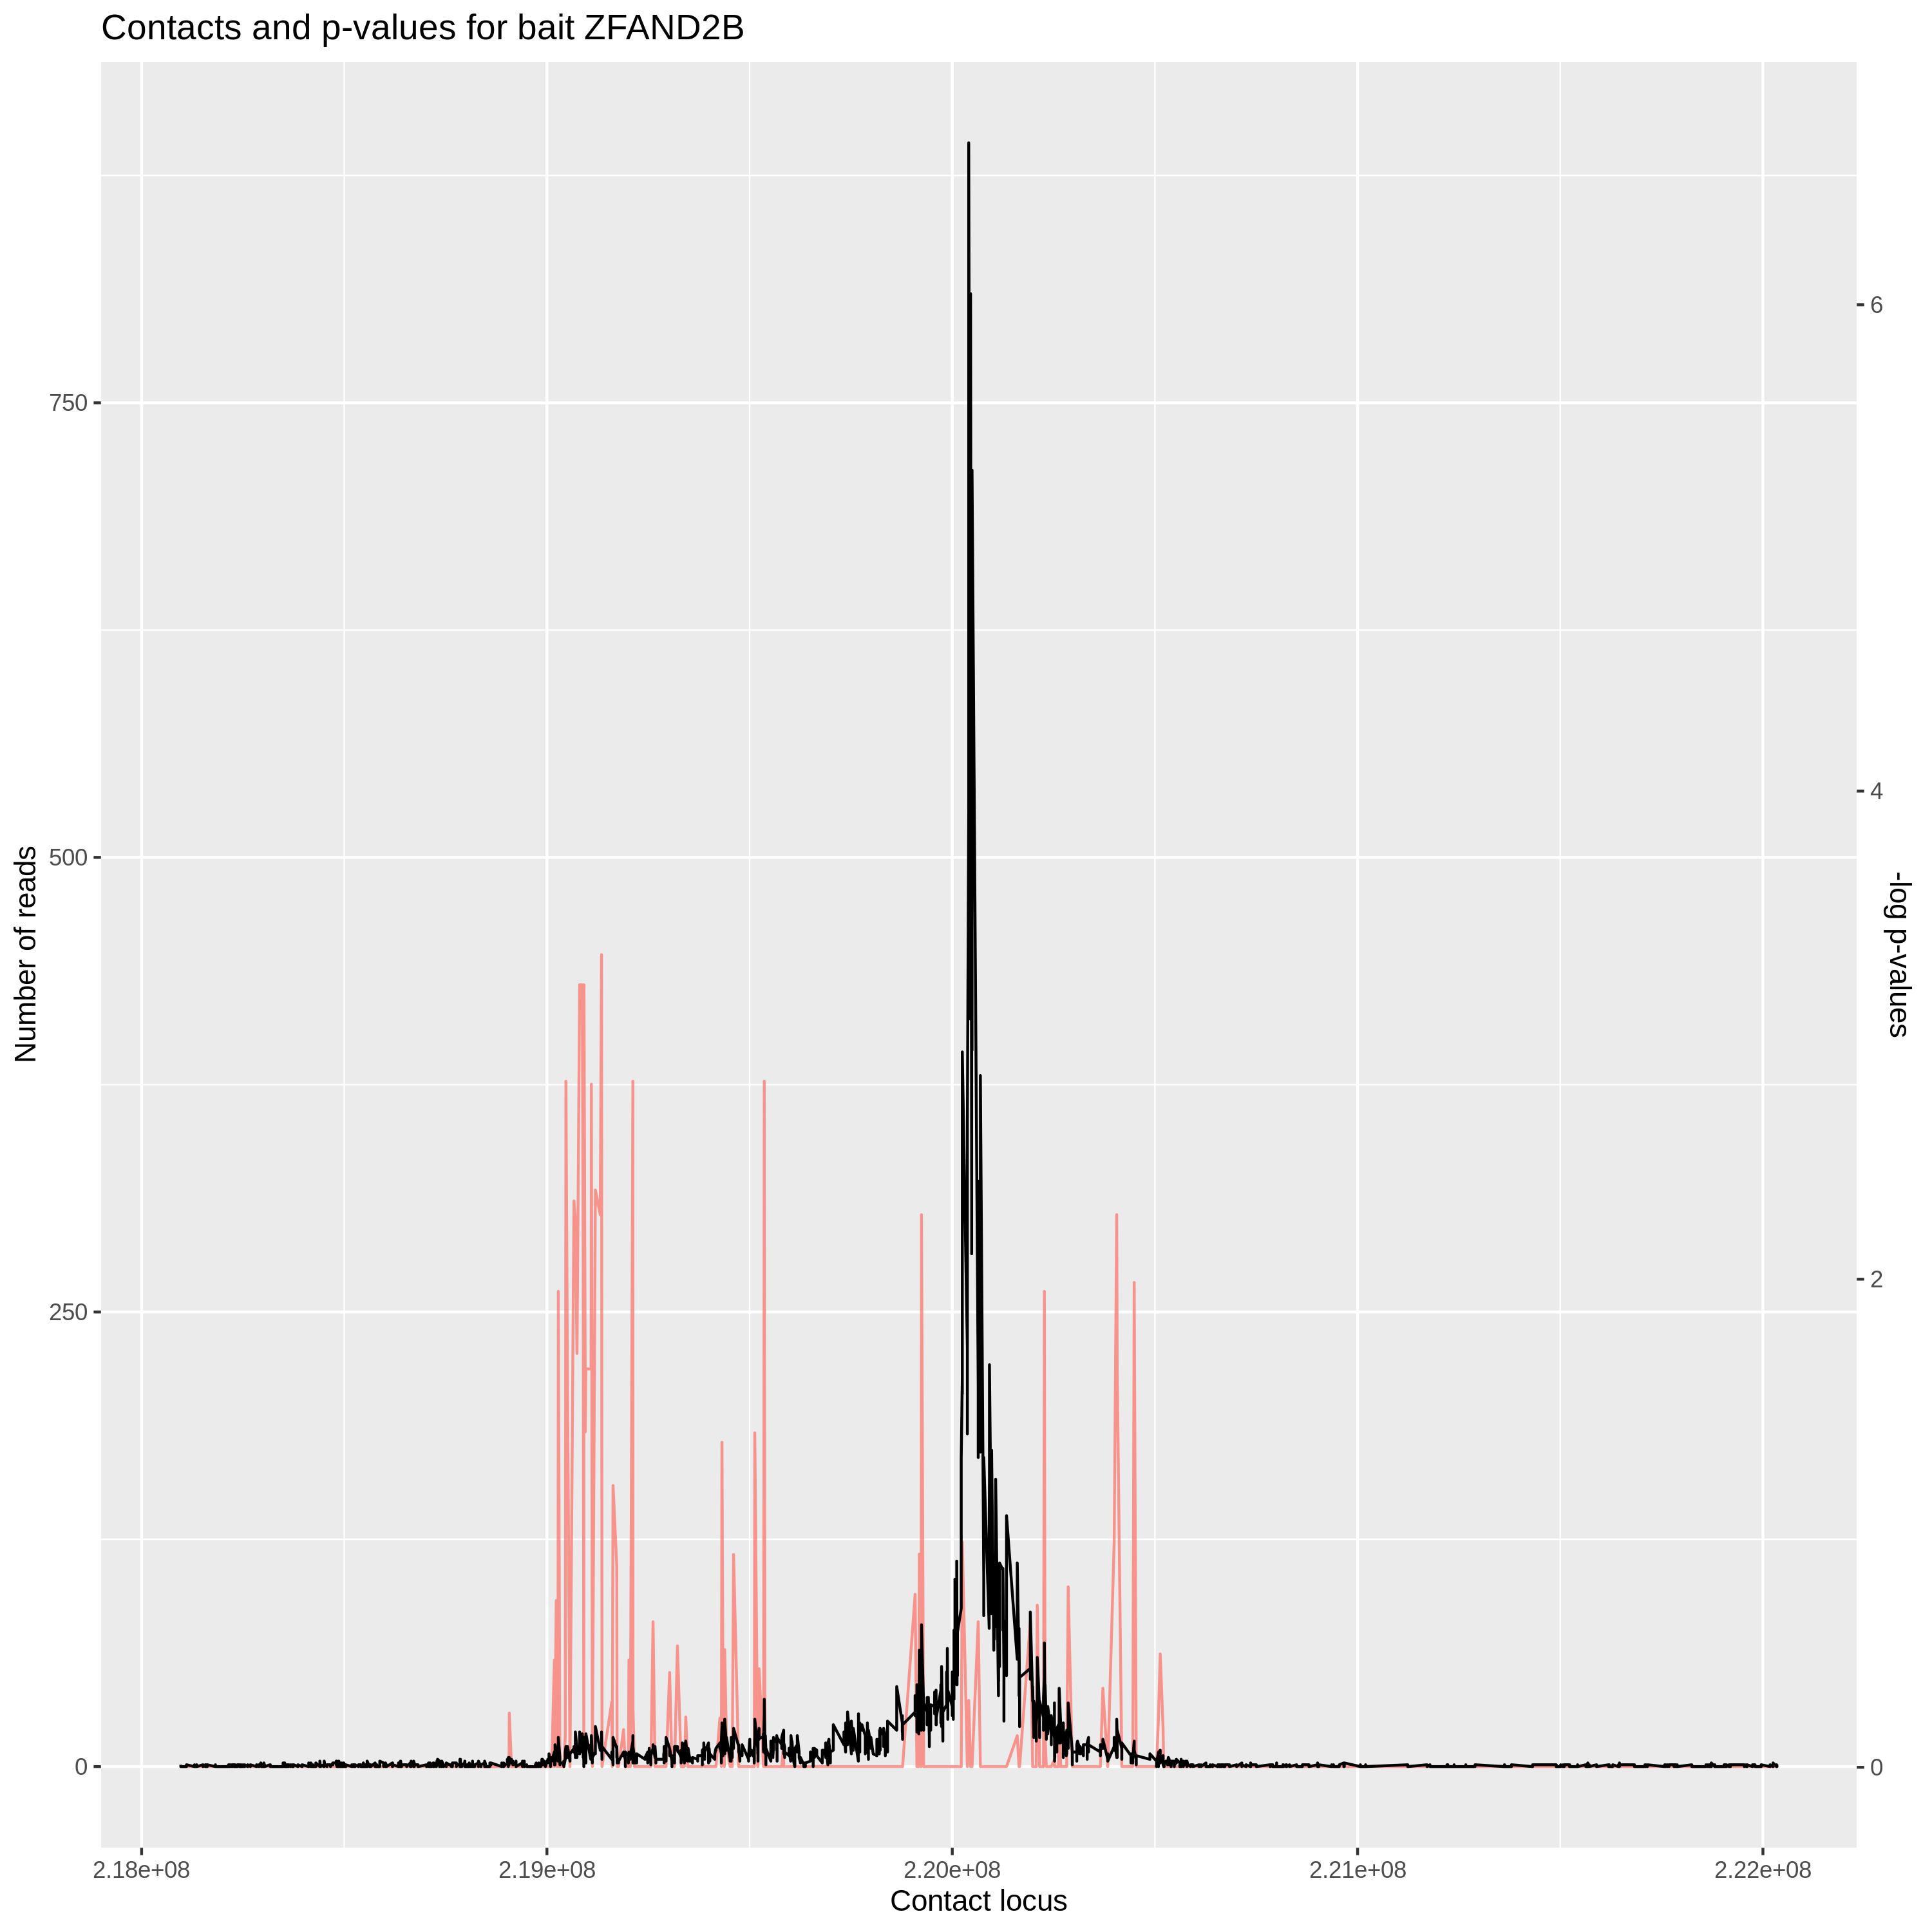 Contacts and p-values for bait ZFAND2B
Number of reads
750
500
250
0
6
4
2
0
-log p-values
2.18e+08 2.19e+08 2.20e+08 2.21e+08 2.22e+08
Contact locus